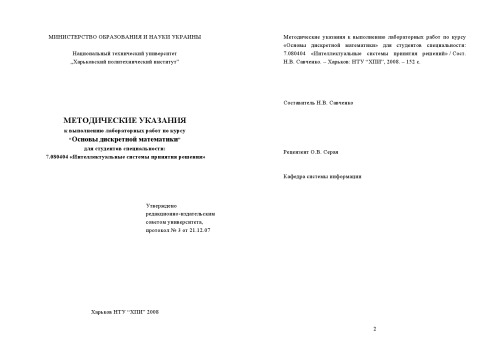 МИНИСТЕРСТВО ОБРАЗОВАНИЯ И НАУКИ УКРАИНЫ
Национальный технический университет
„Харьковский политехнический институт”
МЕТОДИЧЕСКИЕ УКАЗАНИЯ
к выполнению лабораторных работ по курсу
“Основы дискретной математики”
для студентов специальности:
7.080404 «Интеллектуальные системы принятия решения»
Утверждено
редакционно-издательским
советом университета,
протокол № 3 от 21.12.07
Харьков НТУ “ХПИ” 2008
Методические указания к выполнению лабораторных работ по курсу
«Основы дискретной математики» для студентов специальности:
7.080404 «Интеллектуальные системы принятия решений» / Сост.
Н.В. Савченко. – Харьков: НТУ “ХПИ”, 2008. – 132 с.
Составитель Н.В. Савченко
Рецензент О.В. Серая
Кафедра системы информации
2